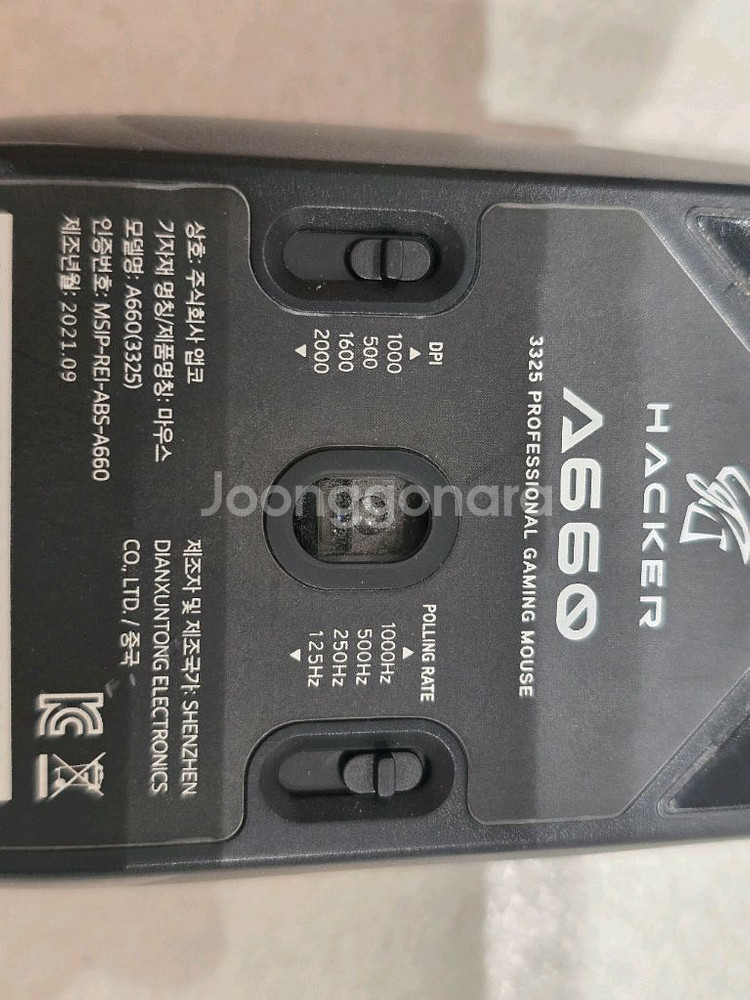 HACKER
A660
3325 PROFESSIONAL GAMING MOUSE
DPI
▲
1000
500
1600
2000
▼
POLLING RATE
▲
1000Hz
500Hz
250Hz
125Hz
▼
상호: 주식회사 앱코
기자재 명칭/제품명칭: 마우스
모델명: A660(3325)
인증번호: MSIP-REI-ABS-A660
제조년월: 2021.09
제조자 및 제조국가: SHENZHEN
DIANXUNTONG ELECTRONICS
CO., LTD. / 중국
Joonggonara